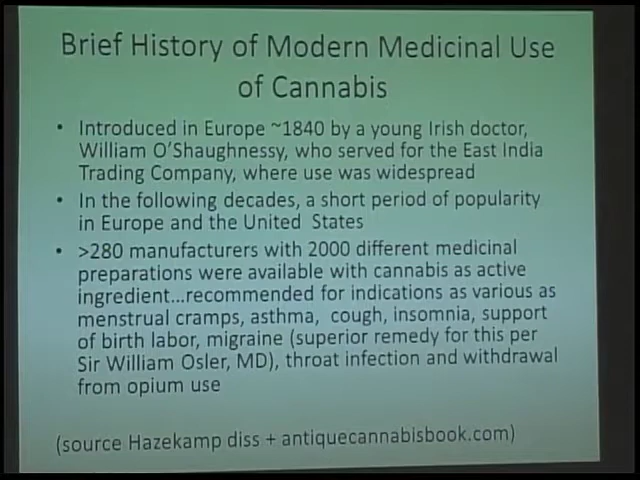 Brief History of Modern Medicinal Use
of Cannabis
• Introduced in Europe ~1840 by a young Irish doctor,
William O'Shaughnessy, who served for the East India
Trading Company, where use was widespread
• In the following decades, a short period of popularity
in Europe and the United States
• >280 manufacturers with 2000 different medicinal
preparations were available with cannabis as active
ingredient...recommended for indications as various as
menstrual cramps, asthma, cough, insomnia, support
of birth labor, migraine (superior remedy for this per
Sir William Osler, MD), throat infection and withdrawal
from opium use
(source Hazekamp diss + antiquecannabisbook.com)